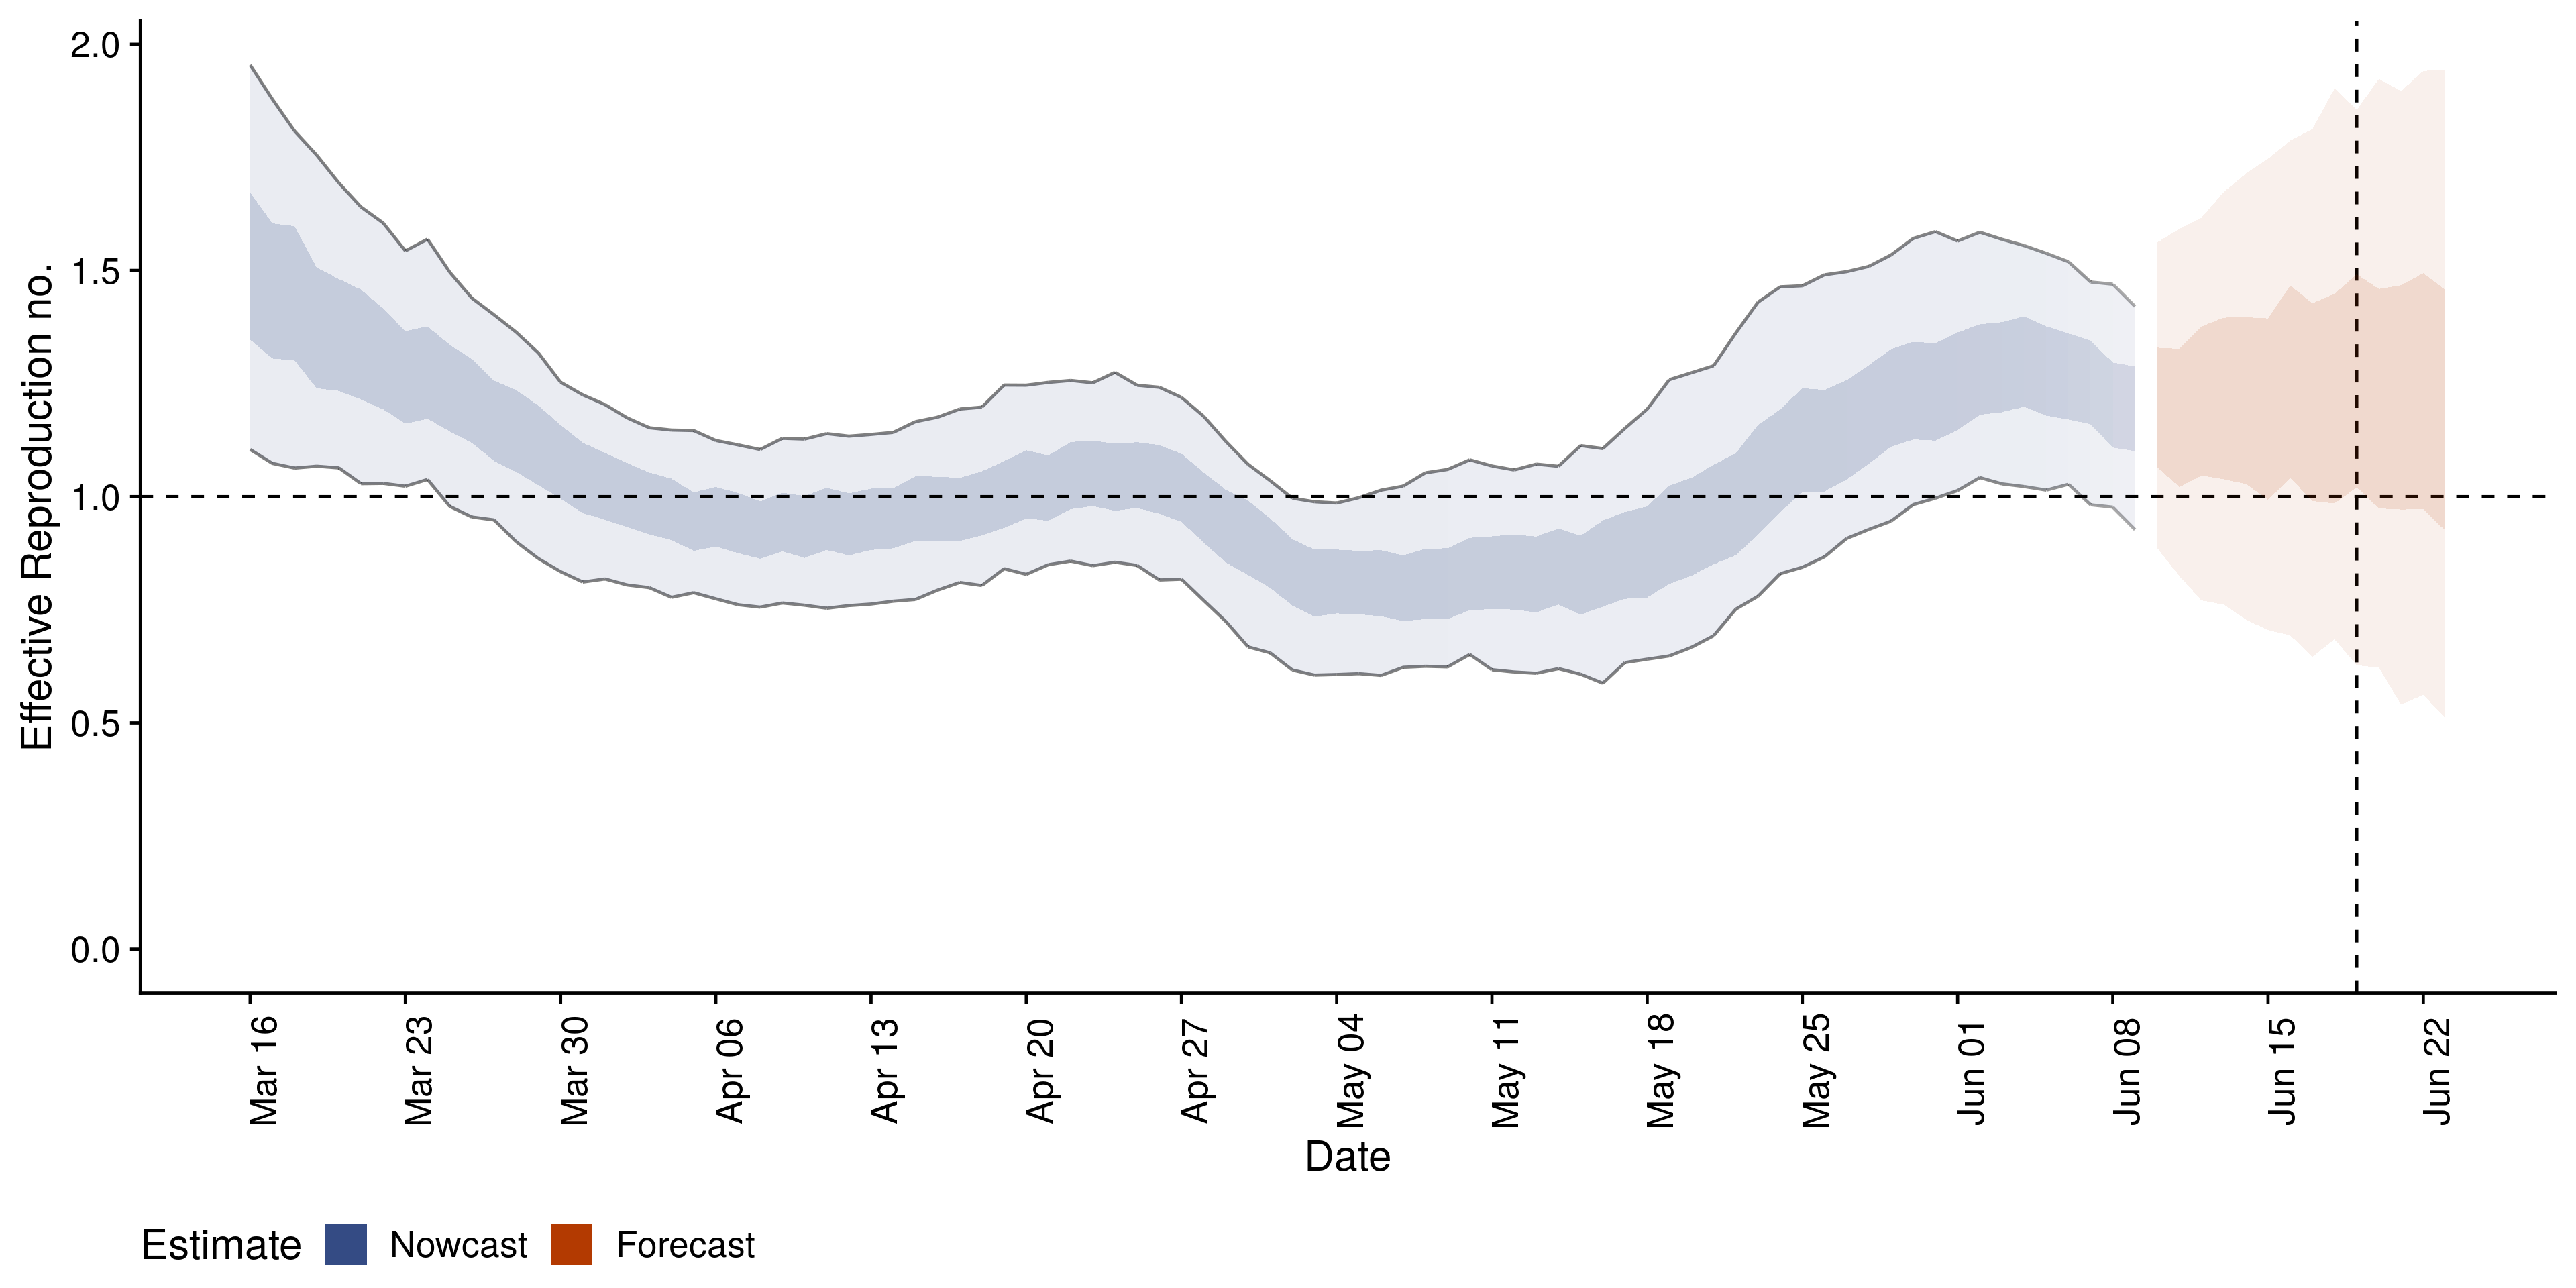 Effective Reproduction no.
2.0
1.5
1.0
0.5
0.0
Mar 16
Mar 23
Mar 30
Apr 06
Apr 13
Apr 20
Apr 27
May 04
May 11
May 18
May 25
Jun 01
Jun 08
Jun 15
Jun 22
Date
Estimate Nowcast Forecast